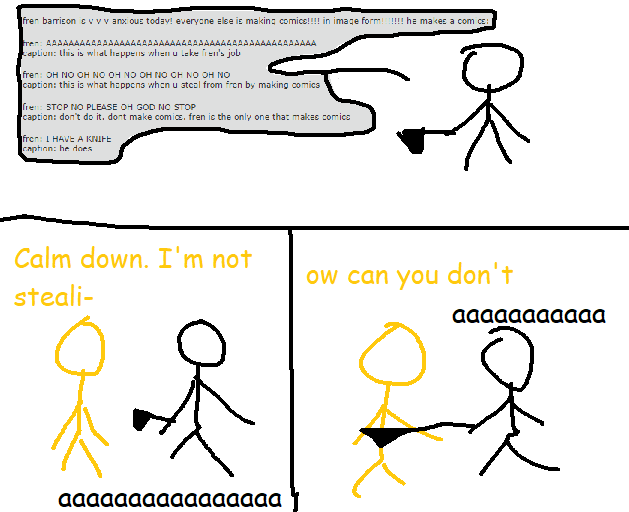 fren barrison is v v v v anxious today! everyone else is making comics!!!! in image form!!!!!!!! he makes a comics:
fren: AAAAAAAAAAAAAAAAAAAAAAAAAAAAAAAAAAAAAAAAAAAAAAAAA
caption: this is what happens when u take fren's job
fren: OH NO OH NO OH NO OH NO OH NO OH NO
caption: this is what happens when u steal from fren by making comics
fren: STOP NO PLEASE OH GOD NO STOP
caption: don't do it. dont make comics. fren is the only one that makes comics
fren: I HAVE A KNIFE
caption: he does
Calm down. I'm not
steali-
aaaaaaaaaaaaaaaa
ow can you don't
aaaaaaaaaaa